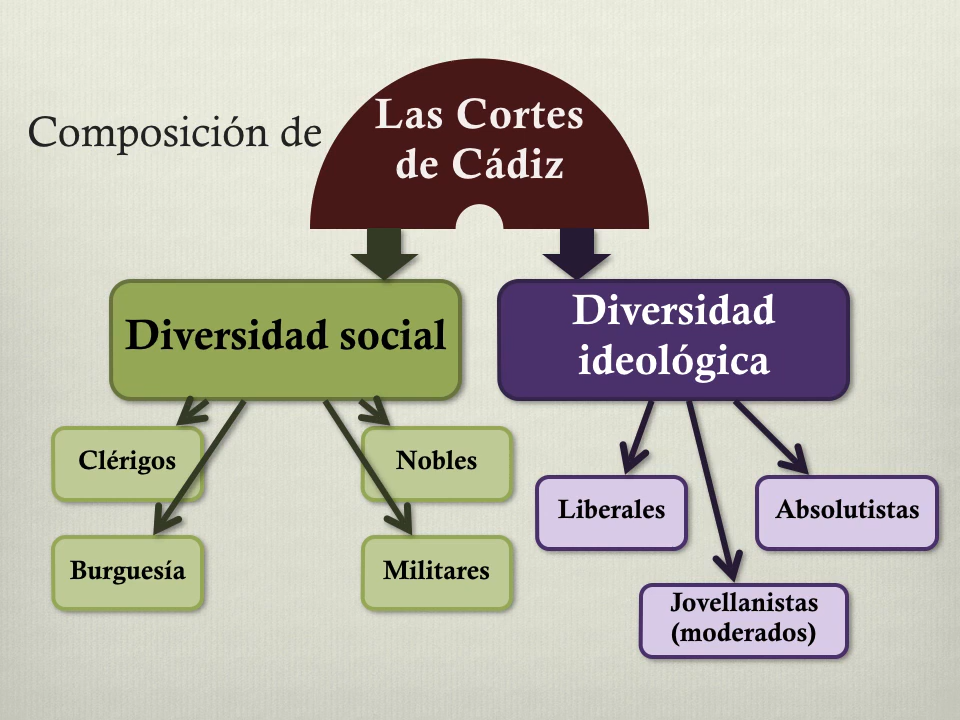 Composición de
Las Cortes
de Cádiz
Diversidad social
Diversidad
ideológica
Clérigos
Nobles
Burguesía
Militares
Liberales
Absolutistas
Jovellanistas
(moderados)